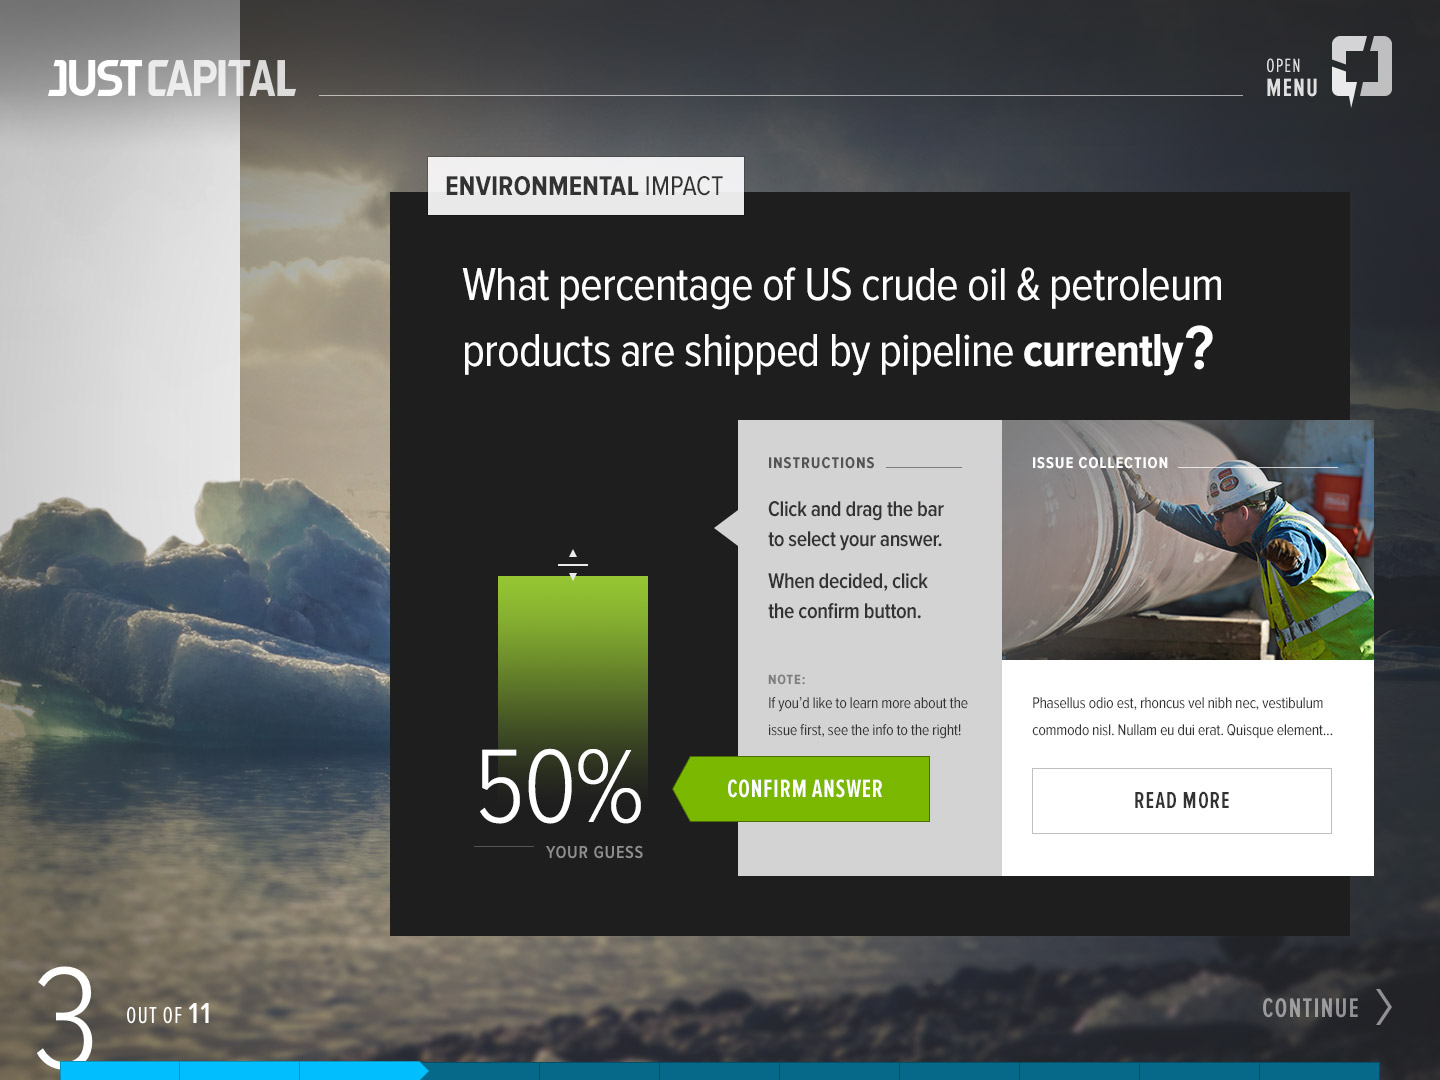 JUSTCAPITAL
OPEN
MENU
ENVIRONMENTAL IMPACT
What percentage of US crude oil & petroleum
products are shipped by pipeline currently?
INSTRUCTIONS
Click and drag the bar
to select your answer.
When decided, click
the confirm button.
NOTE:
If you'd like to learn more about the
issue first, see the info to the right!
ISSUE COLLECTION
Phasellus odio est, rhoncus vel nibh nec, vestibulum
commodo nisl. Nullam eu dui erat. Quisque element...
READ MORE
50%
YOUR GUESS
CONFIRM ANSWER
3 OUT OF 11
CONTINUE